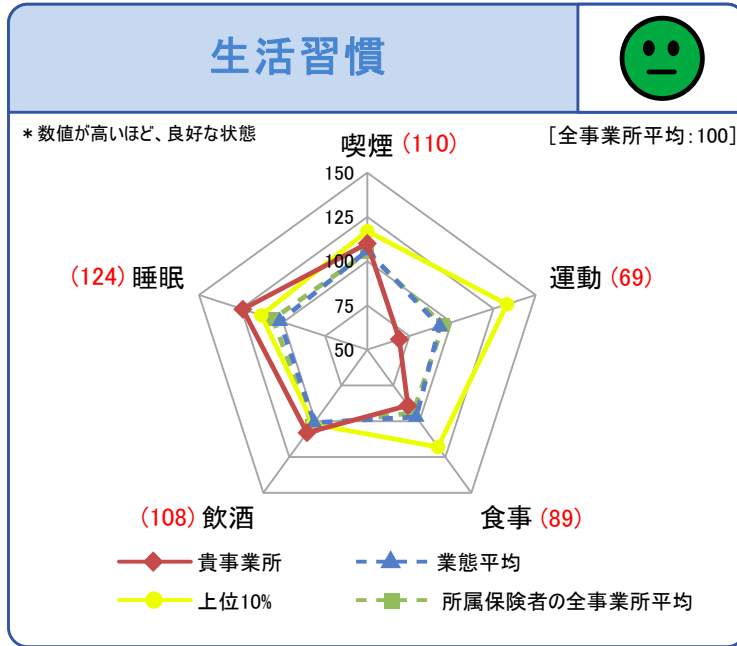 生活習慣
*数値が高いほど、良好な状態
[全事業所平均:100]
喫煙 (110)
150
125
100
75
50
(124) 睡眠
運動 (69)
(108) 飲酒
食事 (89)
貴事業所
業態平均
上位10%
所属保険者の全事業所平均